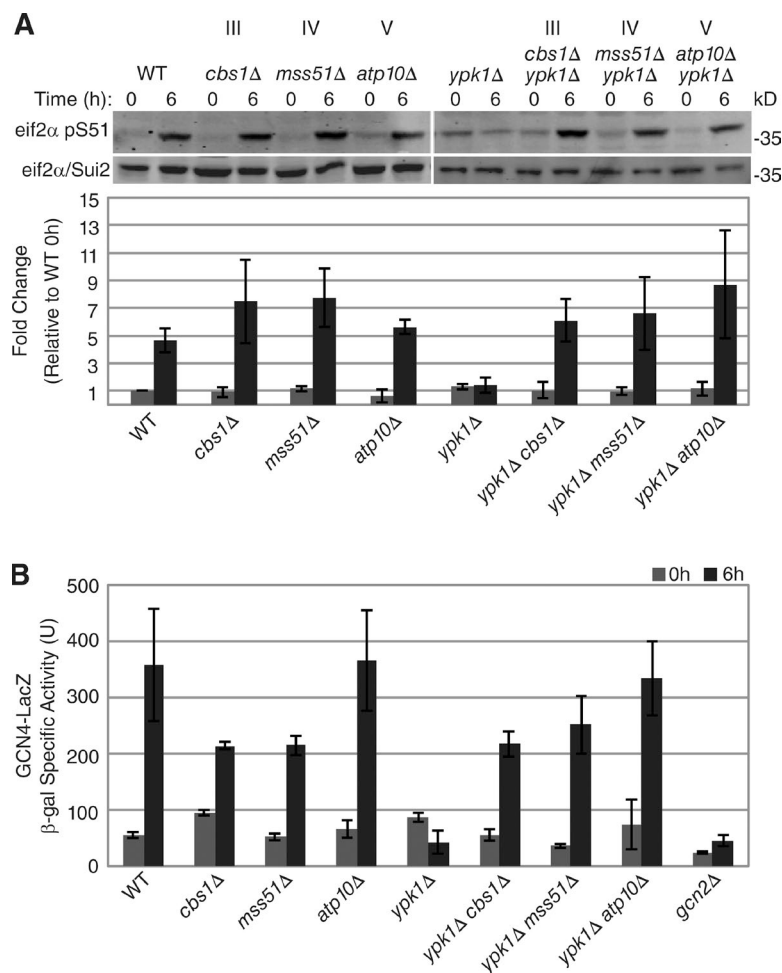 A
III IV V III IV V
WT cbs1Δ mss51Δ atp10Δ ypk1Δ cbs1Δ ypk1Δ mss51Δ ypk1Δ atp10Δ ypk1Δ
Time (h): 0 6 0 6 0 6 0 6 0 6 0 6 0 6 0 6 kD
eif2α pS51 -35
eif2α/Sui2 -35
Fold Change
(Relative to WT 0h)
15
13
11
9
7
5
3
1
WT cbs1Δ mss51Δ atp10Δ ypk1Δ ypk1Δ cbs1Δ ypk1Δ mss51Δ ypk1Δ atp10Δ
B
0h 6h
GCN4-LacZ
β-gal Specific Activity (U)
500
400
300
200
100
0
WT cbs1Δ mss51Δ atp10Δ ypk1Δ ypk1Δ cbs1Δ ypk1Δ mss51Δ ypk1Δ atp10Δ gcn2Δ